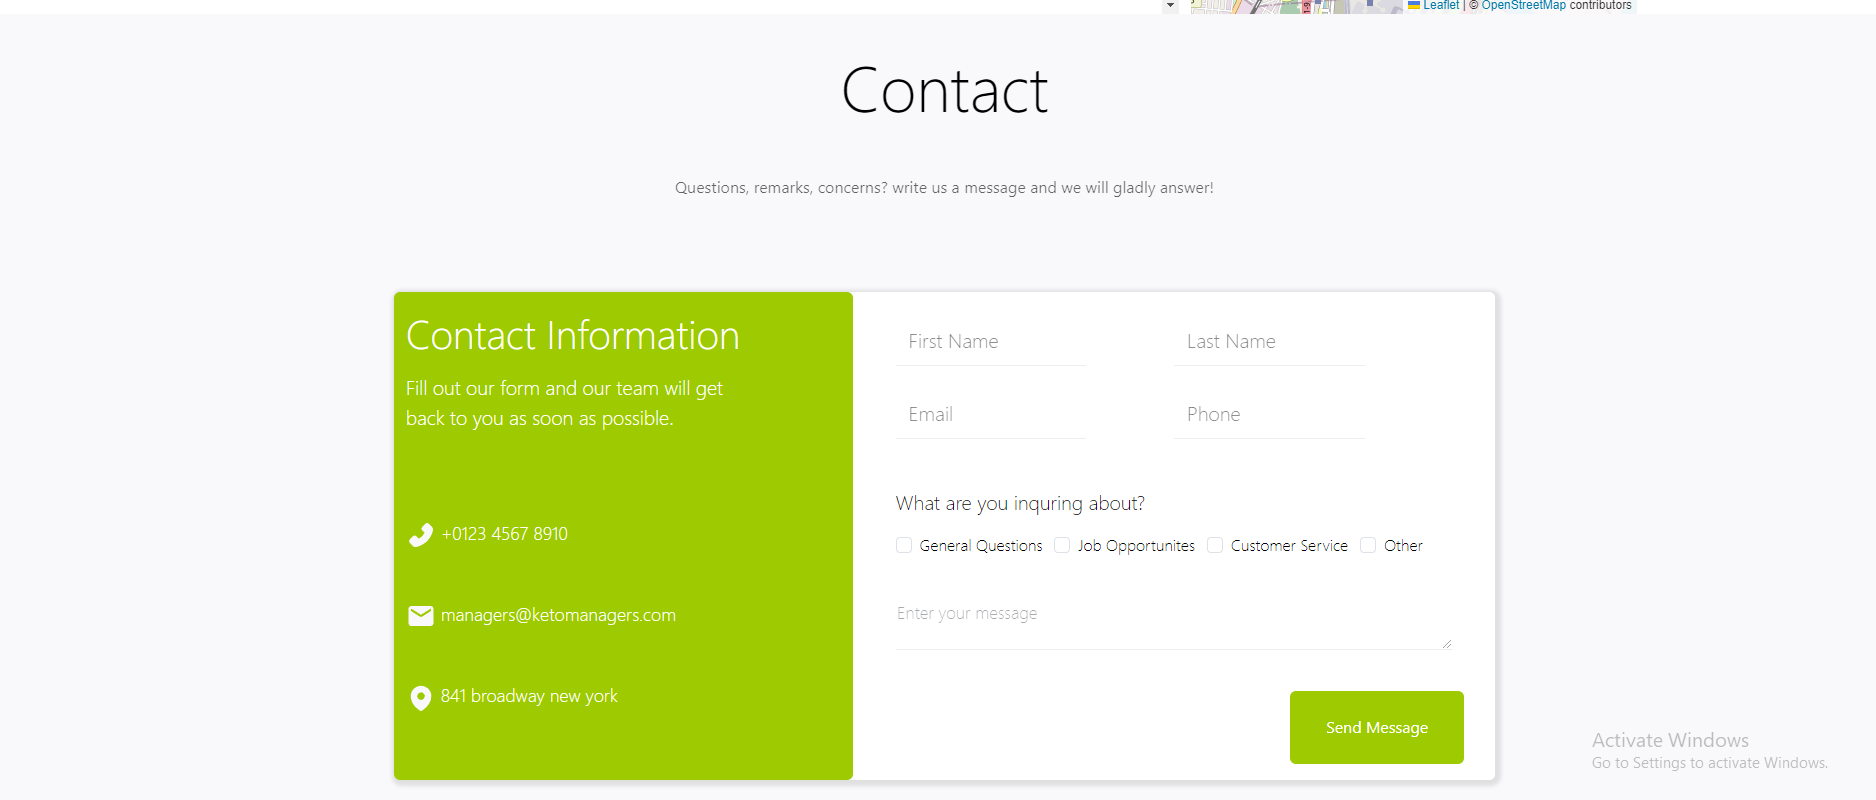 Leaflet | © OpenStreetMap contributors
Contact
Questions, remarks, concerns? write us a message and we will gladly answer!
Contact Information
Fill out our form and our team will get
back to you as soon as possible.
+0123 4567 8910
managers@ketomanagers.com
841 broadway new york
First Name Last Name
Email Phone
What are you inquring about?
General Questions Job Opportunites Customer Service Other
Enter your message
Send Message
Activate Windows
Go to Settings to activate Windows.